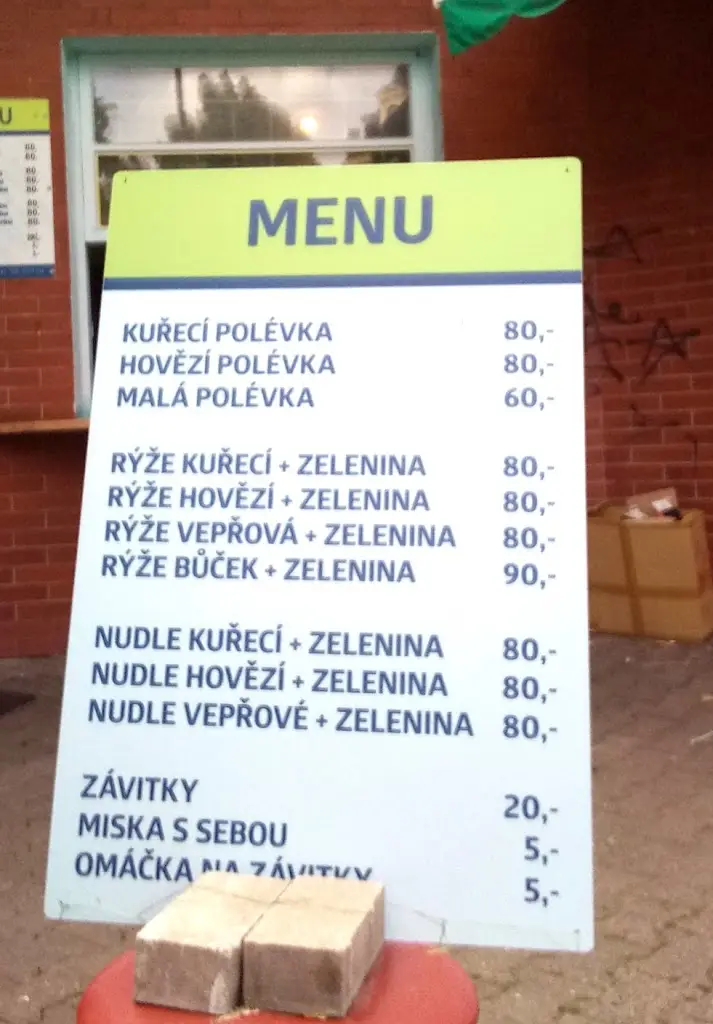 MENU
KUŘECÍ POLÉVKA 80,-
HOVĚZÍ POLÉVKA 80,-
MALÁ POLÉVKA 60,-
RÝŽE KUŘECÍ + ZELENINA 80,-
RÝŽE HOVĚZÍ + ZELENINA 80,-
RÝŽE VEPŘOVÁ + ZELENINA 80,-
RÝŽE BŮČEK + ZELENINA 90,-
NUDLE KUŘECÍ + ZELENINA 80,-
NUDLE HOVĚZÍ + ZELENINA 80,-
NUDLE VEPŘOVÉ + ZELENINA 80,-
ZÁVITKY 20,-
MISKA S SEBOU 5,-
OMÁČKA NA ZÁVITKY 5,-